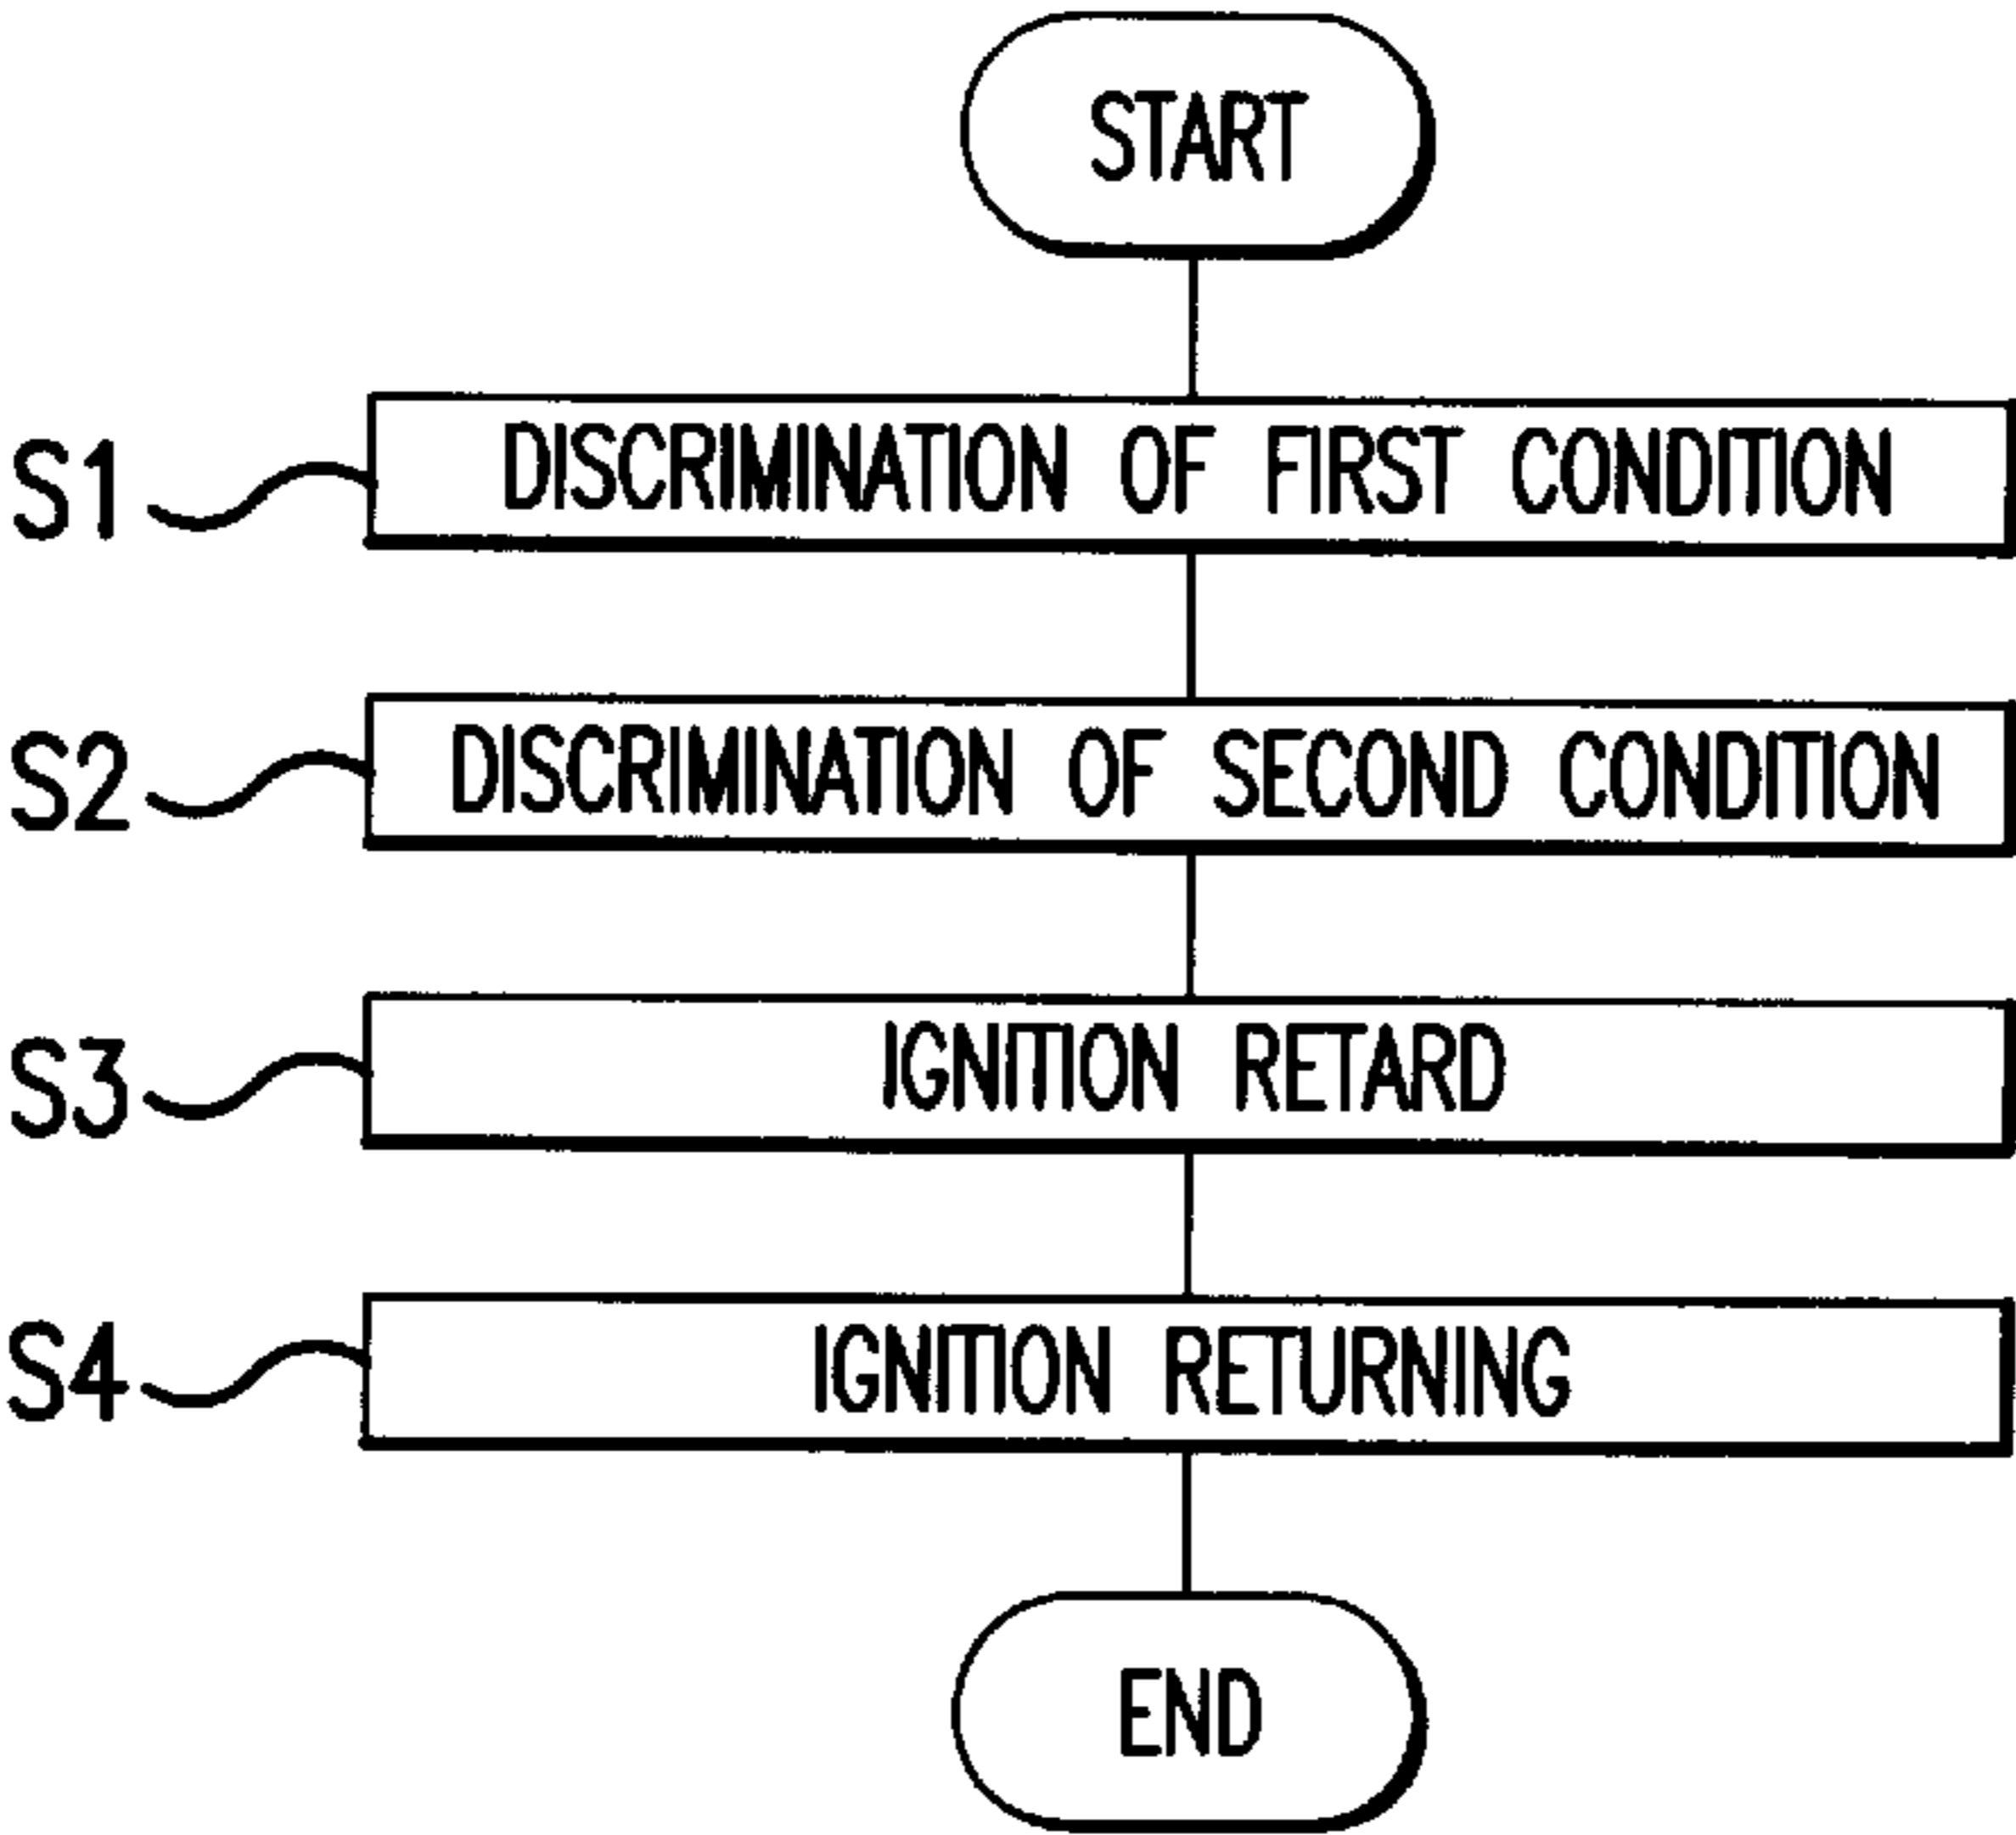 START
S1 DISCRIMINATION OF FIRST CONDITION
S2 DISCRIMINATION OF SECOND CONDITION
S3 IGNITION RETARD
S4 IGNITION RETURNING
END